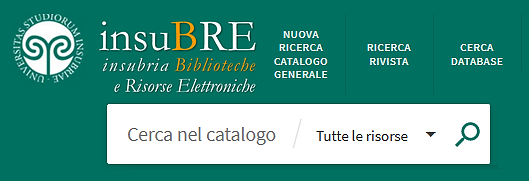 UNIVERSITAS STUDIORUM INSUBRIAE
insuBRE
insubria Biblioteche
e Risorse Elettroniche
NUOVA
RICERCA
CATALOGO
GENERALE
RICERCA
RIVISTA
CERCA
DATABASE
Cerca nel catalogo
Tutte le risorse